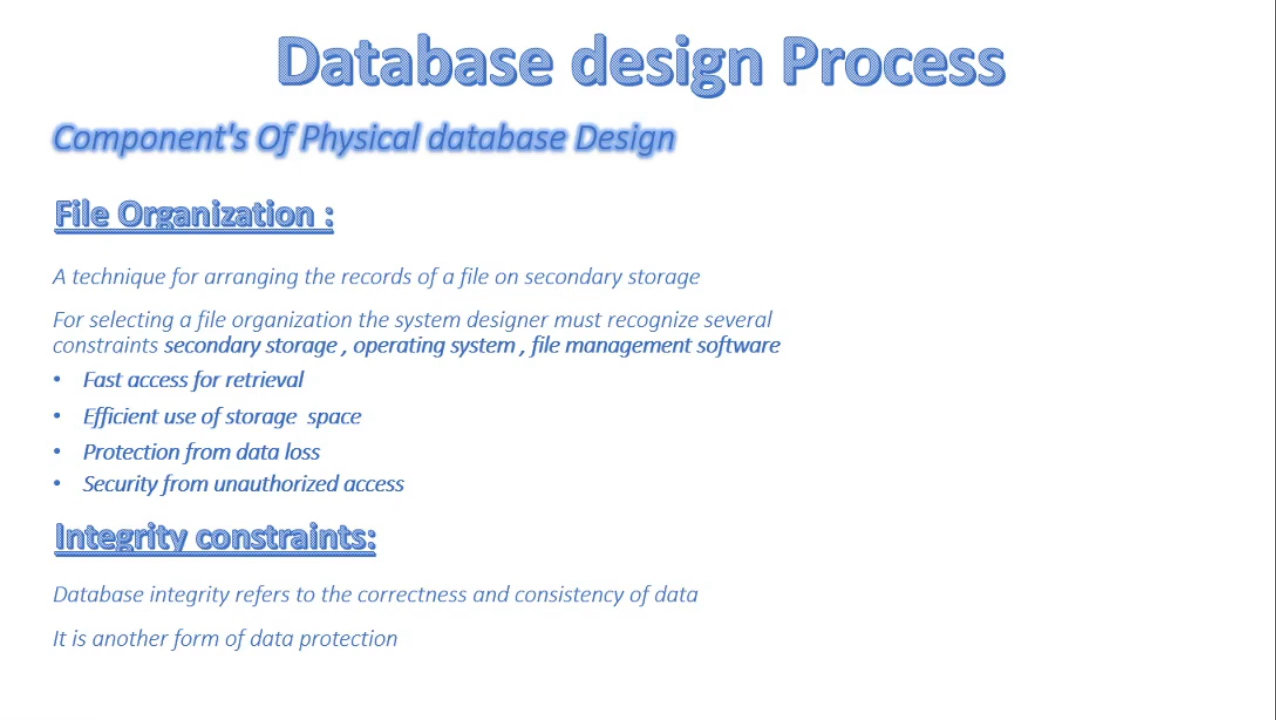 Database design Process
Component's Of Physical database Design
File Organization :
A technique for arranging the records of a file on secondary storage
For selecting a file organization the system designer must recognize several
constraints secondary storage , operating system , file management software
• Fast access for retrieval
• Efficient use of storage  space
• Protection from data loss
• Security from unauthorized access
Integrity constraints:
Database integrity refers to the correctness and consistency of data
It is another form of data protection